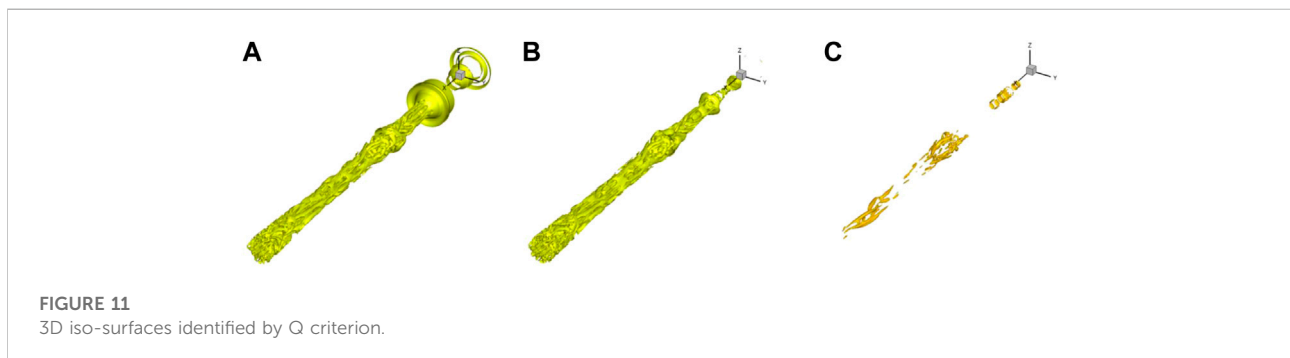 A B C
Z Z Z
Y Y Y
FIGURE 11
3D iso-surfaces identified by Q criterion.